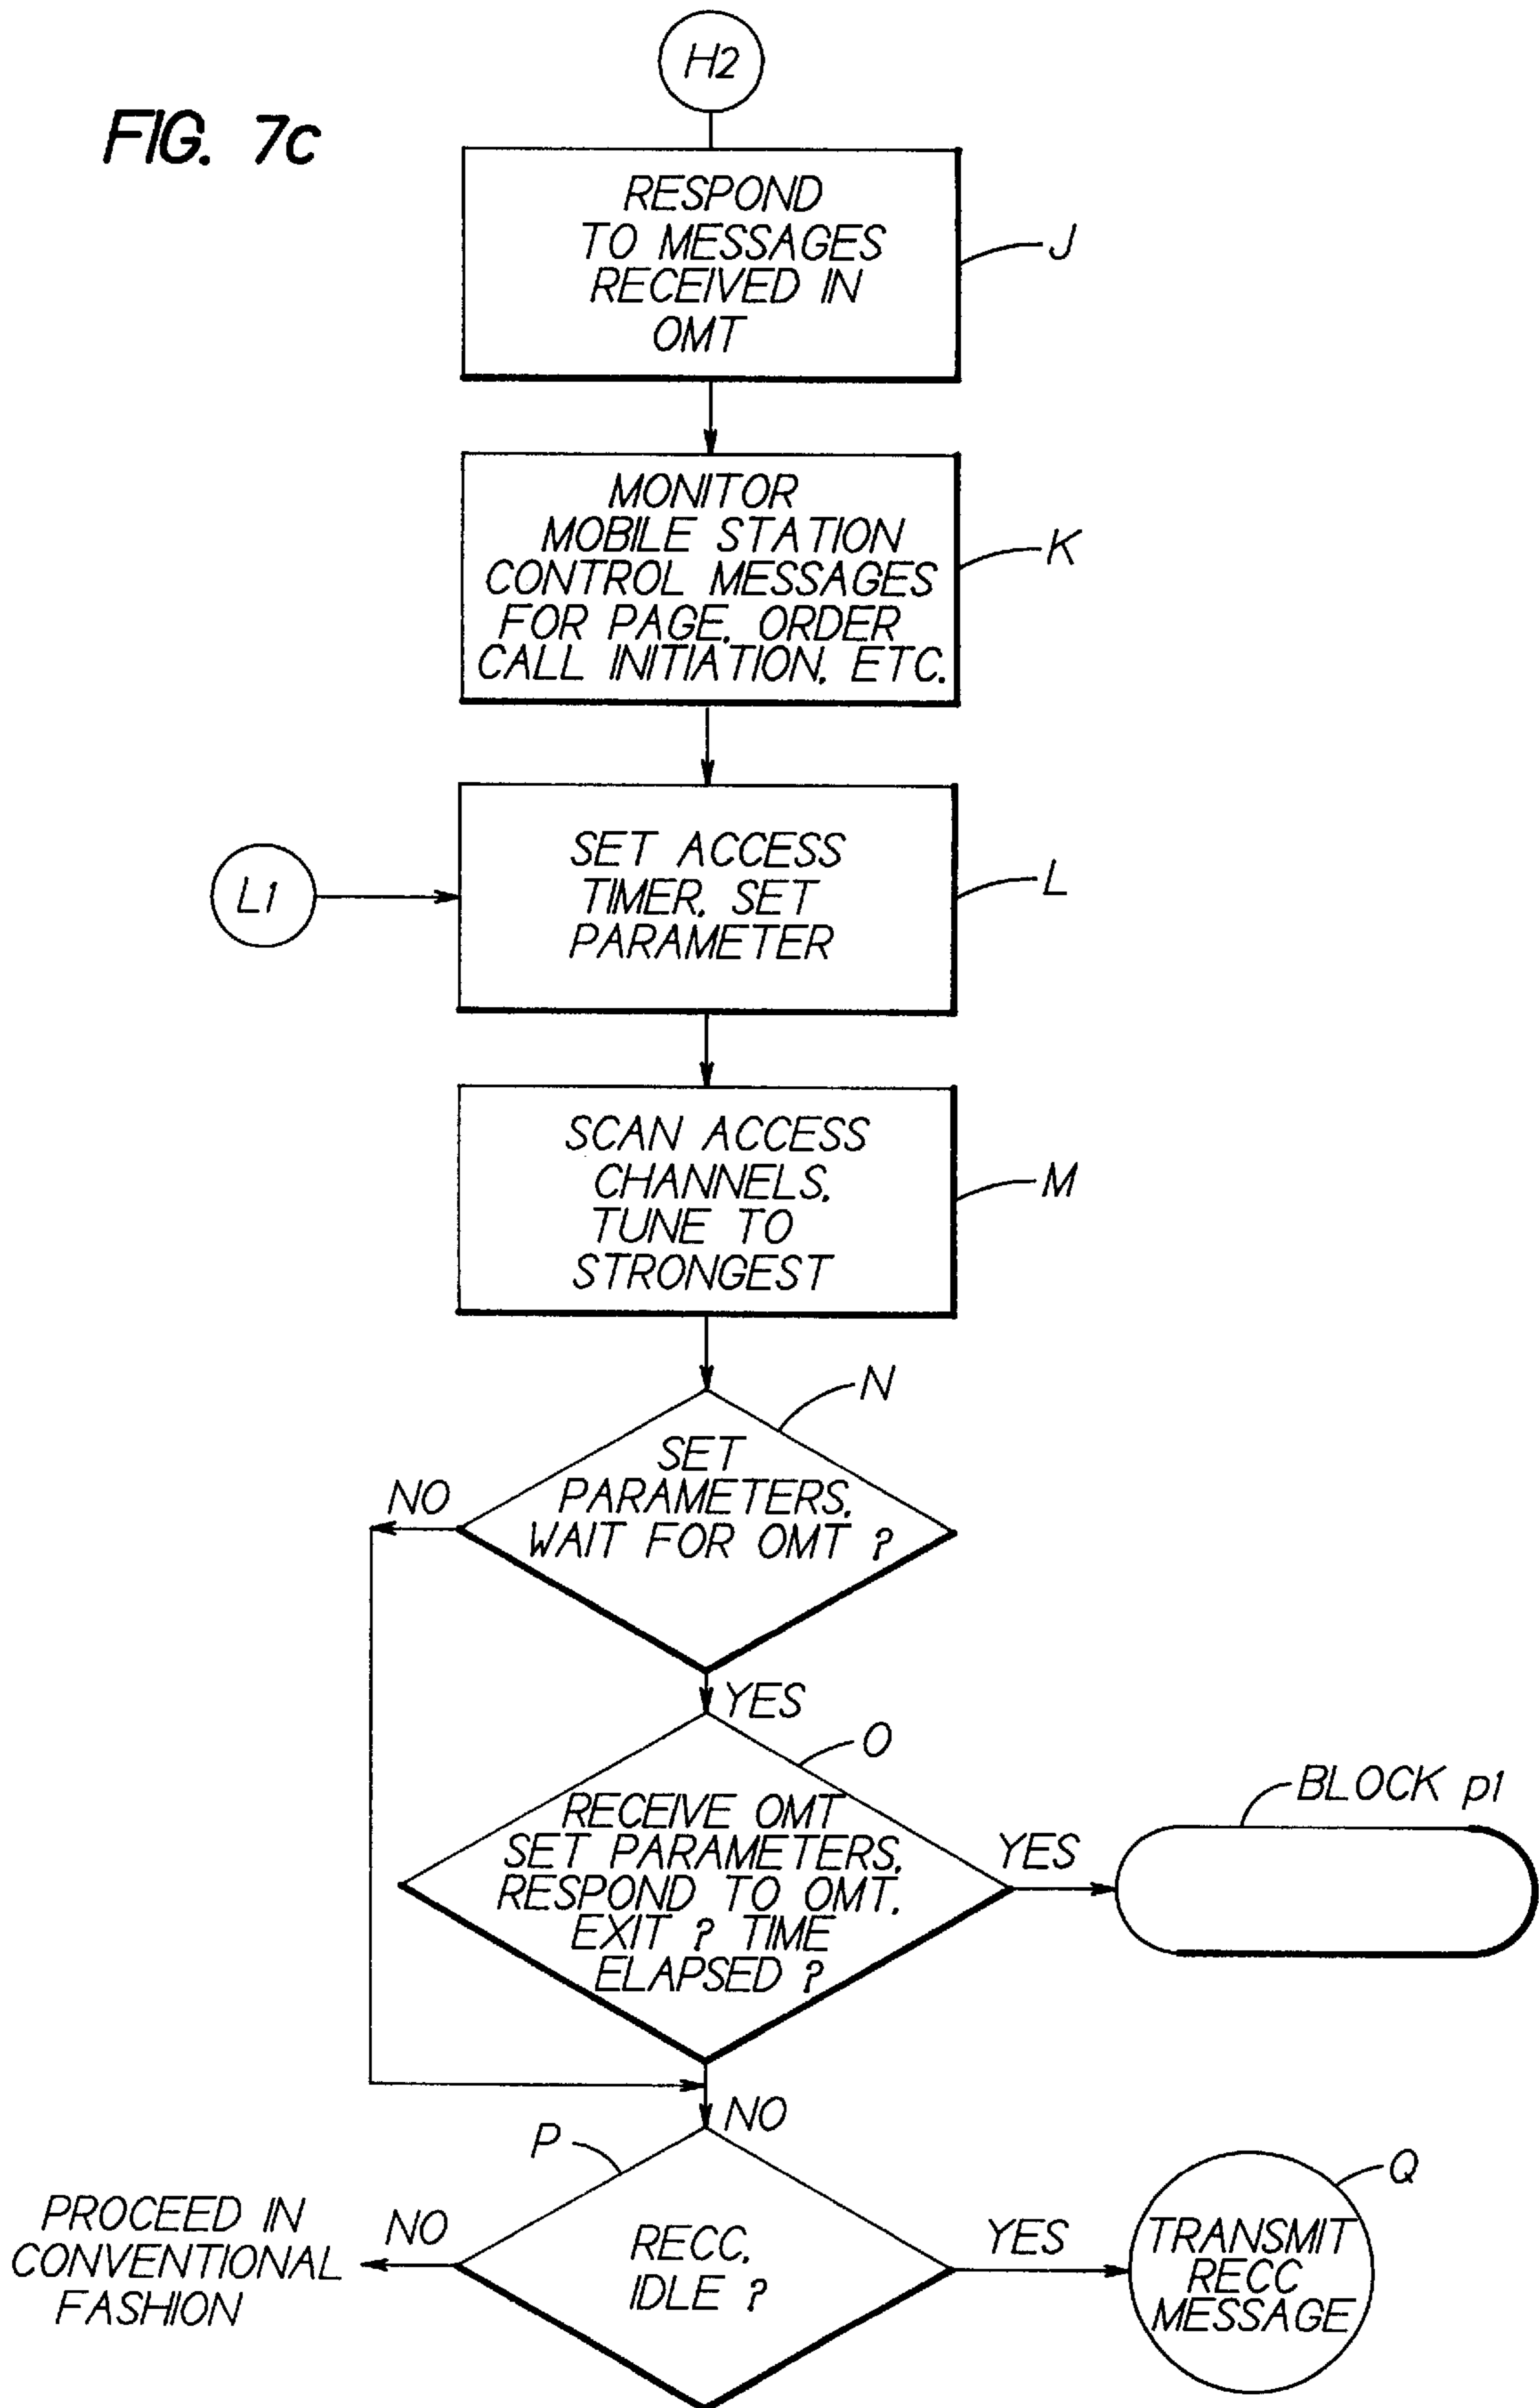 H2
FIG. 7c
RESPOND
TO MESSAGES
RECEIVED IN
OMT
J
MONITOR
MOBILE STATION
CONTROL MESSAGES
FOR PAGE, ORDER
CALL INITIATION, ETC.
K
L1
SET ACCESS
TIMER, SET
PARAMETER
L
SCAN ACCESS
CHANNELS,
TUNE TO
STRONGEST
M
N
SET
PARAMETERS,
WAIT FOR OMT ?
NO
YES
O
RECEIVE OMT
SET PARAMETERS,
RESPOND TO OMT,
EXIT ? TIME
ELAPSED ?
YES
BLOCK p1
NO
P
RECC,
IDLE ?
NO
PROCEED IN
CONVENTIONAL
FASHION
YES
Q
TRANSMIT
RECC
MESSAGE